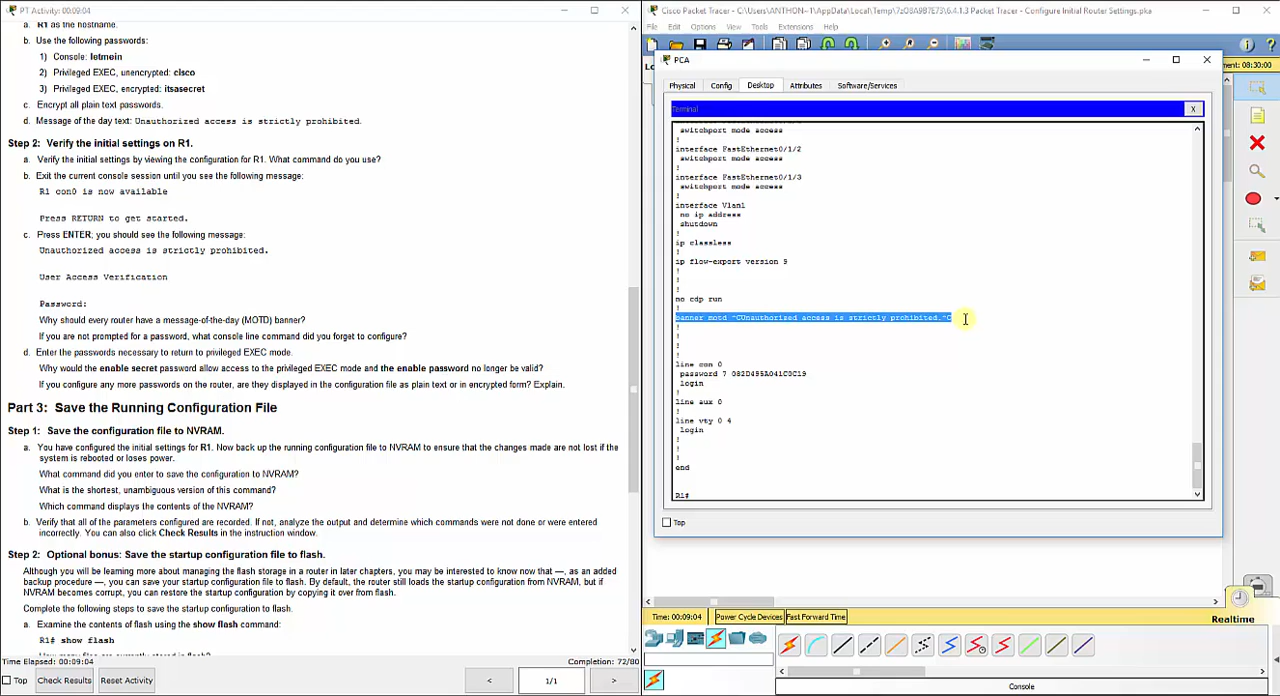 PT Activity: 00:09:04
a. R1 as the hostname.
b. Use the following passwords:
1) Console: letmein
2) Privileged EXEC, unencrypted: cisco
3) Privileged EXEC, encrypted: itsasecret
c. Encrypt all plain text passwords.
d. Message of the day text: Unauthorized access is strictly prohibited.
Step 2: Verify the initial settings on R1.
a. Verify the initial settings by viewing the configuration for R1. What command do you use?
b. Exit the current console session until you see the following message:
R1 con0 is now available
Press RETURN to get started.
c. Press ENTER; you should see the following message:
Unauthorized access is strictly prohibited.
User Access Verification
Password:
Why should every router have a message-of-the-day (MOTD) banner?
If you are not prompted for a password, what console line command did you forget to configure?
d. Enter the passwords necessary to return to privileged EXEC mode.
Why would the enable secret password allow access to the privileged EXEC mode and the enable password no longer be valid?
If you configure any more passwords on the router, are they displayed in the configuration file as plain text or in encrypted form? Explain.
Part 3: Save the Running Configuration File
Step 1: Save the configuration file to NVRAM.
a. You have configured the initial settings for R1. Now back up the running configuration file to NVRAM to ensure that the changes made are not lost if the
system is rebooted or loses power.
What command did you enter to save the configuration to NVRAM?
What is the shortest, unambiguous version of this command?
Which command displays the contents of the NVRAM?
b. Verify that all of the parameters configured are recorded. If not, analyze the output and determine which commands were not done or were entered
incorrectly. You can also click Check Results in the instruction window.
Step 2: Optional bonus: Save the startup configuration file to flash.
Although you will be learning more about managing the flash storage in a router in later chapters, you may be interested to know now that —, as an added
backup procedure —, you can save your startup configuration file to flash. By default, the router still loads the startup configuration from NVRAM, but if
NVRAM becomes corrupt, you can restore the startup configuration by copying it over from flash.
Complete the following steps to save the startup configuration to flash.
a. Examine the contents of flash using the show flash command:
R1# show flash
Time Elapsed: 00:09:04
Completion: 72/80
Top
Check Results
Reset Activity
<
1/1
>
Cisco Packet Tracer - C:\Users\ANTHON~1\AppData\Local\Temp\7zO8A9B7E73\6.4.1.3 Packet Tracer - Configure Initial Router Settings.pka
File Edit Options View Tools Extensions Help
08:30:00
PCA
Physical Config Desktop Attributes Software/Services
Terminal
X
switchport mode access
!
interface FastEthernet0/1/2
switchport mode access
!
interface FastEthernet0/1/3
switchport mode access
!
interface Vlan1
no ip address
shutdown
!
ip classless
!
ip flow-export version 9
!
!
!
no cdp run
!
banner motd ^CUnauthorized access is strictly prohibited.^C
!
!
!
!
line con 0
password 7 082D495A041C0C19
login
!
line aux 0
!
line vty 0 4
login
!
!
!
end
R1#
Top
Time: 00:09:04
Power Cycle Devices
Fast Forward Time
Realtime
Console